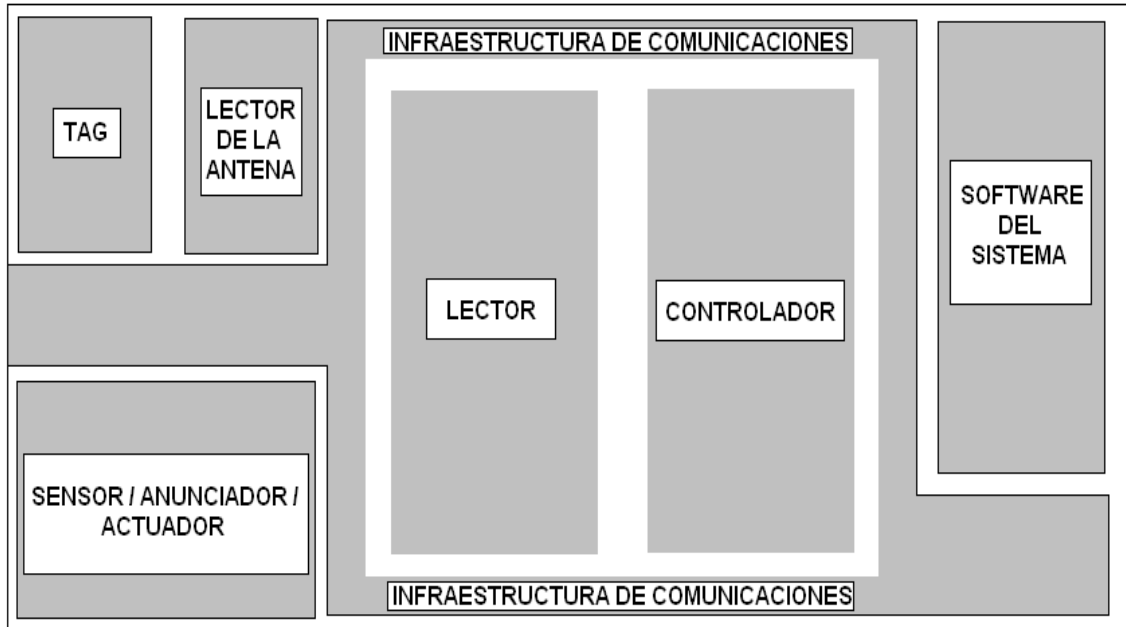 INFRAESTRUCTURA DE COMUNICACIONES
TAG
LECTOR
DE LA
ANTENA
SOFTWARE
DEL
SISTEMA
LECTOR
CONTROLADOR
SENSOR / ANUNCIADOR /
ACTUADOR
INFRAESTRUCTURA DE COMUNICACIONES